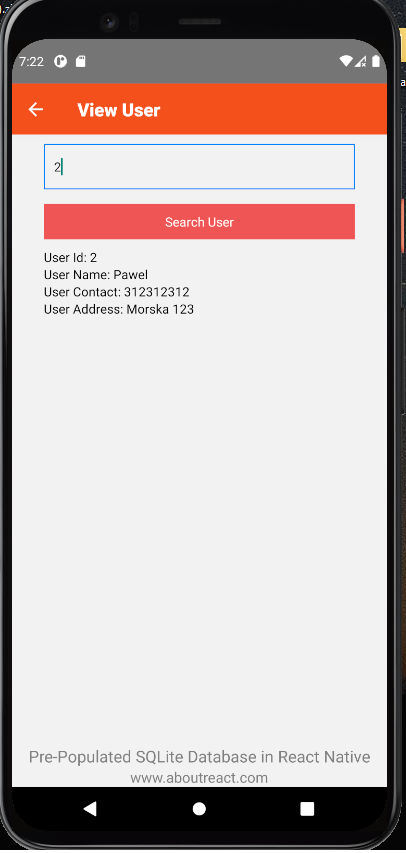 7:22
View User
2
Search User
User Id: 2
User Name: Pawel
User Contact: 312312312
User Address: Morska 123
Pre-Populated SQLite Database in React Native
www.aboutreact.com